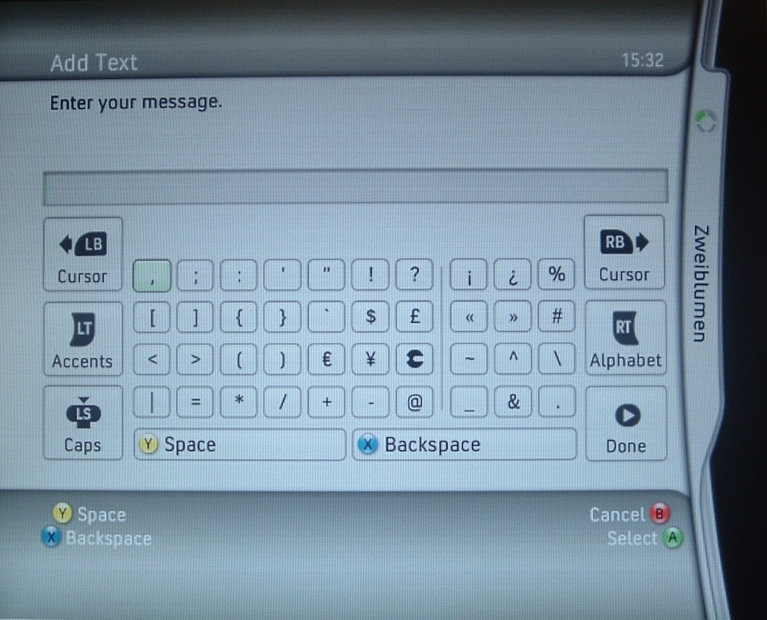 Add Text 15:32
Enter your message.
LB Cursor
RB Cursor
, ; : ' " ! ? ¡ ¿ %
[ ] { } ` $ £ « » #
LT Accents
RT Alphabet
< > ( ) € ¥ ~ ^ \
| = * / + - @ _ & .
LS Caps
Y Space X Backspace
Done
Zweiblumen
Y Space
X Backspace
Cancel B
Select A